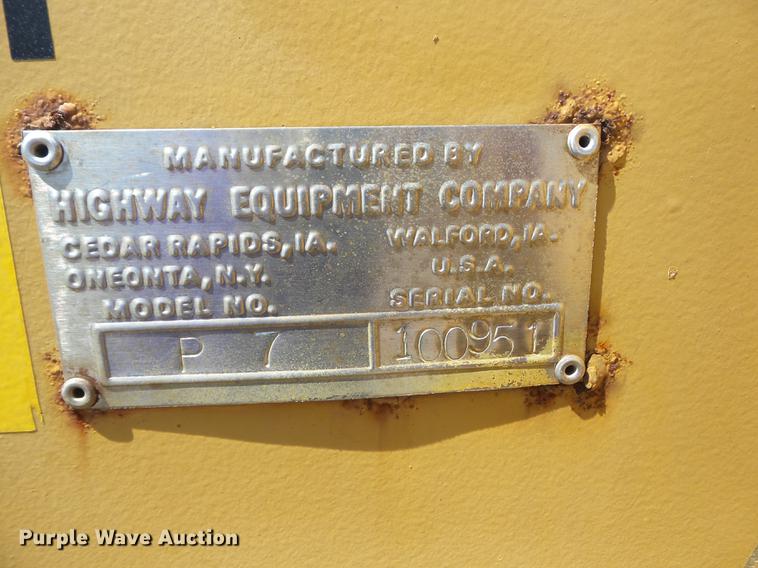 MANUFACTURED BY
HIGHWAY EQUIPMENT COMPANY
CEDAR RAPIDS, IA. WALFORD, IA.
ONEONTA, N.Y. U.S.A.
MODEL NO. SERIAL NO.
P 7 100951
Purple Wave Auction